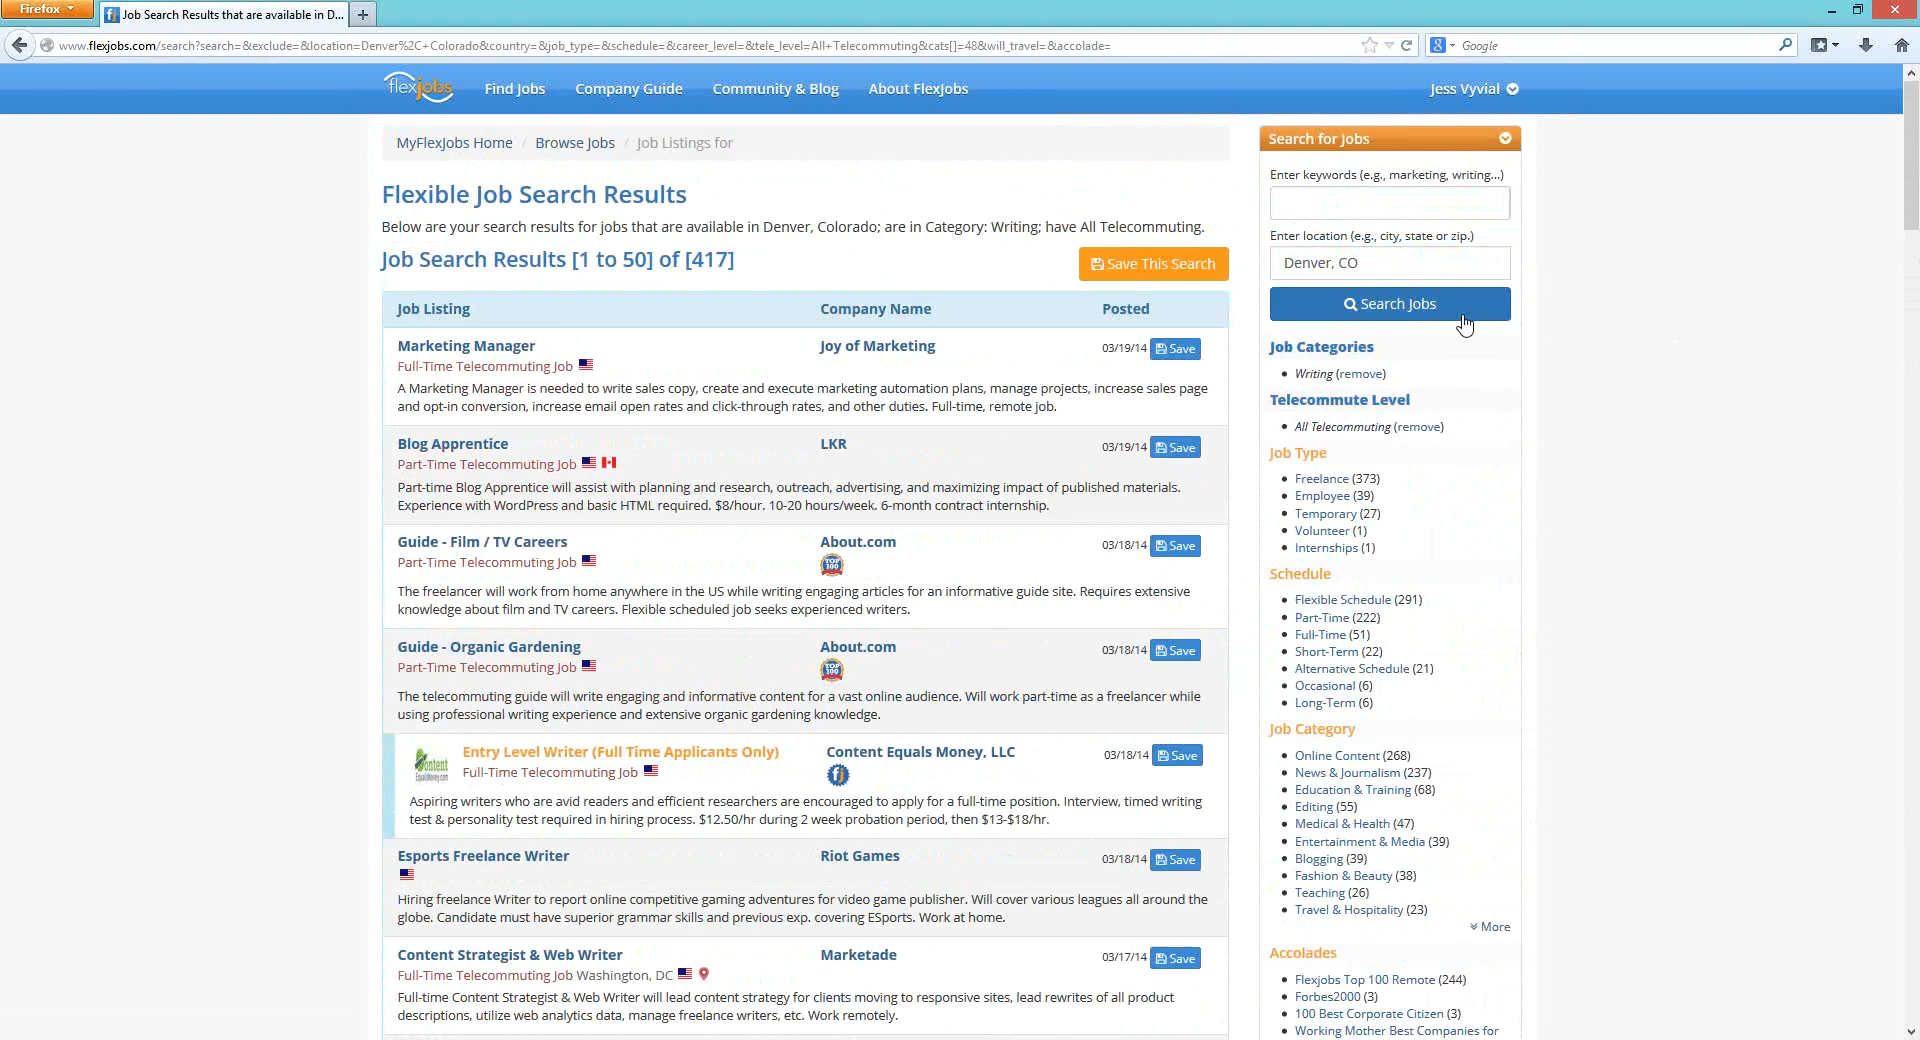 Firefox
Job Search Results that are available in D...
www.flexjobs.com/search?search=&exclude=&location=Denver%2C+Colorado&country=&job_type=&schedule=&career_level=&tele_level=All+Telecommuting&cats[]=48&will_travel=&accolade=
Google
flexjobs
Find Jobs
Company Guide
Community & Blog
About FlexJobs
Jess Vyvial
MyFlexJobs Home / Browse Jobs / Job Listings for
Flexible Job Search Results
Below are your search results for jobs that are available in Denver, Colorado; are in Category: Writing; have All Telecommuting.
Job Search Results [1 to 50] of [417]
Save This Search
Job Listing Company Name Posted
Marketing Manager Joy of Marketing 03/19/14 Save
Full-Time Telecommuting Job
A Marketing Manager is needed to write sales copy, create and execute marketing automation plans, manage projects, increase sales page
and opt-in conversion, increase email open rates and click-through rates, and other duties. Full-time, remote job.
Blog Apprentice LKR 03/19/14 Save
Part-Time Telecommuting Job
Part-time Blog Apprentice will assist with planning and research, outreach, advertising, and maximizing impact of published materials.
Experience with WordPress and basic HTML required. $8/hour. 10-20 hours/week. 6-month contract internship.
Guide - Film / TV Careers About.com 03/18/14 Save
Part-Time Telecommuting Job
TOP 100
The freelancer will work from home anywhere in the US while writing engaging articles for an informative guide site. Requires extensive
knowledge about film and TV careers. Flexible scheduled job seeks experienced writers.
Guide - Organic Gardening About.com 03/18/14 Save
Part-Time Telecommuting Job
TOP 100
The telecommuting guide will write engaging and informative content for a vast online audience. Will work part-time as a freelancer while
using professional writing experience and extensive organic gardening knowledge.
Content
EqualsMoney.com
Entry Level Writer (Full Time Applicants Only) Content Equals Money, LLC 03/18/14 Save
Full-Time Telecommuting Job
Aspiring writers who are avid readers and efficient researchers are encouraged to apply for a full-time position. Interview, timed writing
test & personality test required in hiring process. $12.50/hr during 2 week probation period, then $13-$18/hr.
Esports Freelance Writer Riot Games 03/18/14 Save
Hiring freelance Writer to report online competitive gaming adventures for video game publisher. Will cover various leagues all around the
globe. Candidate must have superior grammar skills and previous exp. covering ESports. Work at home.
Content Strategist & Web Writer Marketade 03/17/14 Save
Full-Time Telecommuting Job Washington, DC
Full-time Content Strategist & Web Writer will lead content strategy for clients moving to responsive sites, lead rewrites of all product
descriptions, utilize web analytics data, manage freelance writers, etc. Work remotely.
Search for Jobs
Enter keywords (e.g., marketing, writing...)
Enter location (e.g., city, state or zip.)
Denver, CO
Search Jobs
Job Categories
Writing (remove)
Telecommute Level
All Telecommuting (remove)
Job Type
Freelance (373)
Employee (39)
Temporary (27)
Volunteer (1)
Internships (1)
Schedule
Flexible Schedule (291)
Part-Time (222)
Full-Time (51)
Short-Term (22)
Alternative Schedule (21)
Occasional (6)
Long-Term (6)
Job Category
Online Content (268)
News & Journalism (237)
Education & Training (68)
Editing (55)
Medical & Health (47)
Entertainment & Media (39)
Blogging (39)
Fashion & Beauty (38)
Teaching (26)
Travel & Hospitality (23)
More
Accolades
Flexjobs Top 100 Remote (244)
Forbes2000 (3)
100 Best Corporate Citizen (3)
Working Mother Best Companies for